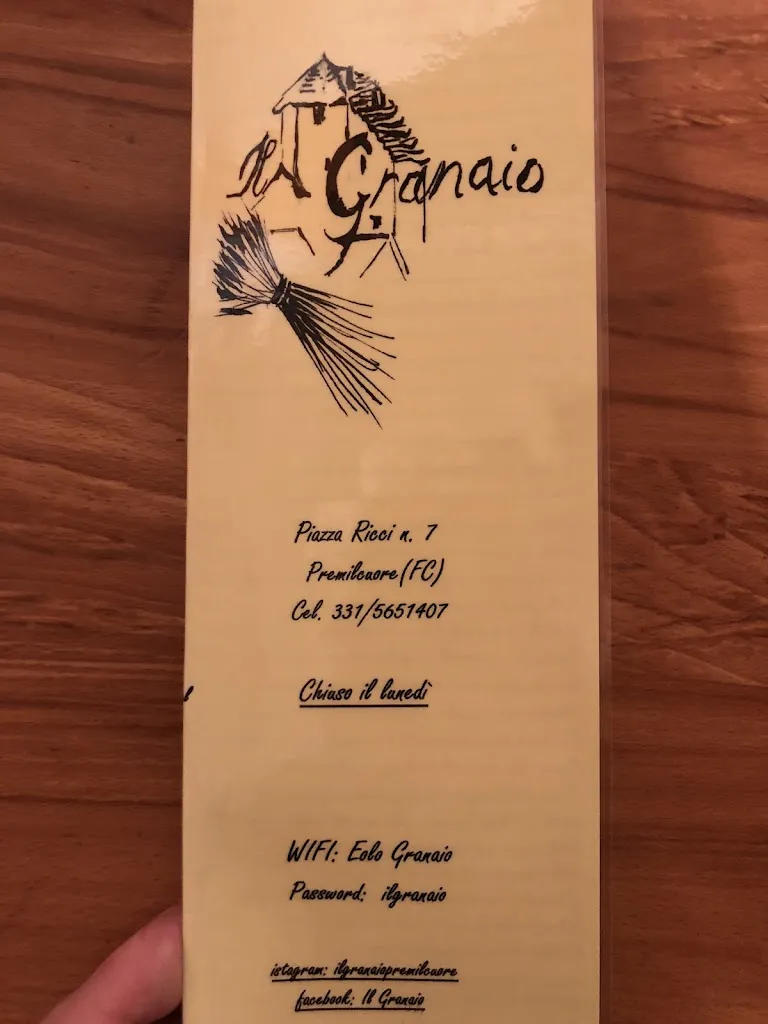 Il Granaio
Piazza Ricci n. 7
Premilcuore (FC)
Cel. 331/5651407
Chiuso il lunedì
WIFI: Eolo Granaio
Password: ilgranaio
istagram: ilgranaiopremilcuore
facebook: Il Granaio